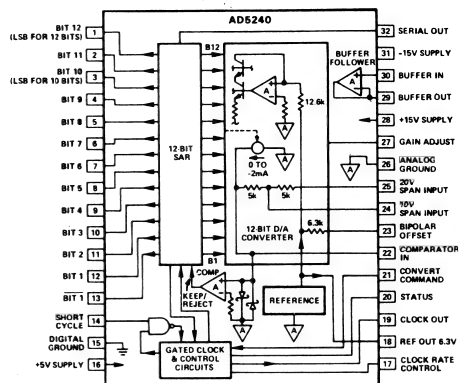 AD5240
BIT 12
(LSB FOR 12 BITS)
1
BIT 11 2
BIT 10
(LSB FOR 10 BITS)
3
BIT 9 4
BIT 8 5
BIT 7 6
BIT 6 7
BIT 5 8
BIT 4 9
BIT 3 10
BIT 2 11
BIT 1 12
B̅I̅T̅ ̅1̅ 13
SHORT
CYCLE
14
DIGITAL
GROUND
15
+5V SUPPLY 16
12-BIT
SAR
B12
B1
A
A
12.6k
0 TO
-2mA
A
5k
5k
12-BIT D/A
CONVERTER
6.3k
COMP
A
KEEP/
REJECT
A
A
REFERENCE
A
GATED CLOCK
& CONTROL
CIRCUITS
BUFFER
FOLLOWER
A
A
32 SERIAL OUT
31 -15V SUPPLY
30 BUFFER IN
29 BUFFER OUT
28 +15V SUPPLY
27 GAIN ADJUST
26 ANALOG
GROUND
25 20V
SPAN INPUT
24 10V
SPAN INPUT
23 BIPOLAR
OFFSET
22 COMPARATOR
IN
21 CONVERT
COMMAND
20 STATUS
19 CLOCK OUT
18 REF OUT 6.3V
17 CLOCK RATE
CONTROL